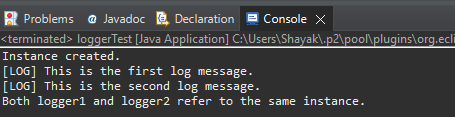 Problems Javadoc Declaration Console
<terminated> loggerTest [Java Application] C:\Users\Shayak\.p2\pool\plugins\org.ecli
Instance created.
[LOG] This is the first log message.
[LOG] This is the second log message.
Both logger1 and logger2 refer to the same instance.